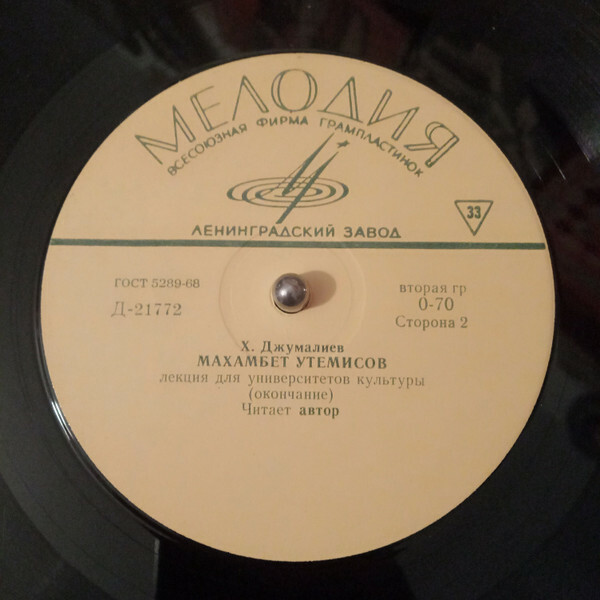 МЕЛОДИЯ
ВСЕСОЮЗНАЯ ФИРМА ГРАМПЛАСТИНОК
33
ЛЕНИНГРАДСКИЙ ЗАВОД
ГОСТ 5289-68
вторая гр
Д-21772
0-70
Сторона 2
Х. Джумалиев
МАХАМБЕТ УТЕМИСОВ
лекция для университетов культуры
(окончание)
Читает автор